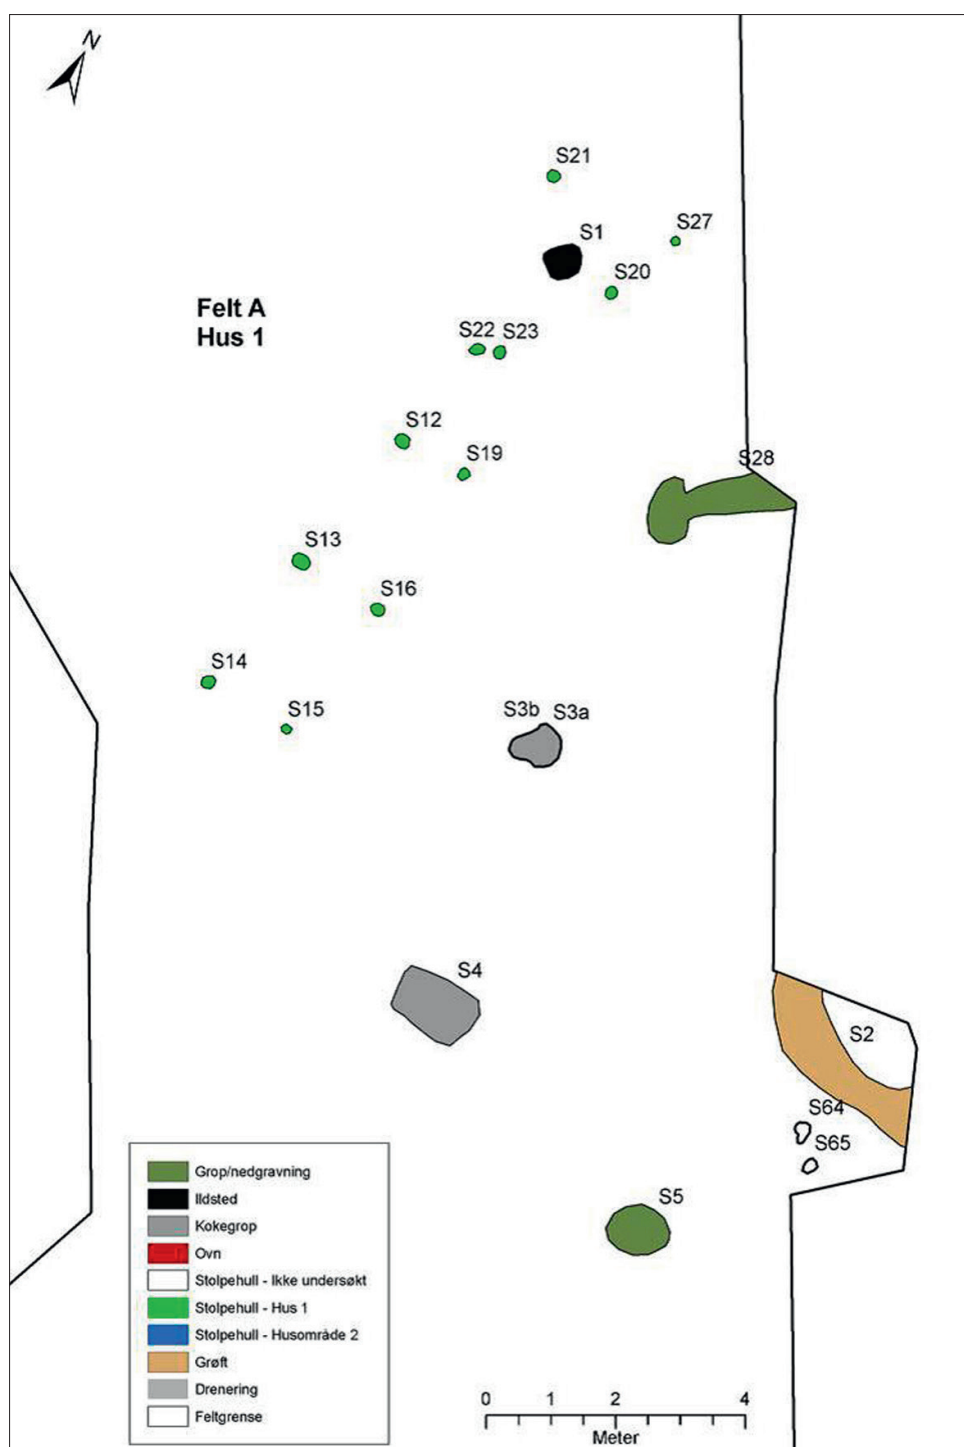 N
S21
S27
S1
S20
Felt A
Hus 1
S22 S23
S12
S19
S28
S13
S16
S14
S15
S3b S3a
S4
S2
S64
S65
S5
Grop/nedgravning
Ildsted
Kokegrop
Ovn
Stolpehull - Ikke undersøkt
Stolpehull - Hus 1
Stolpehull - Husområde 2
Grøft
Drenering
Feltgrense
0 1 2 4
Meter